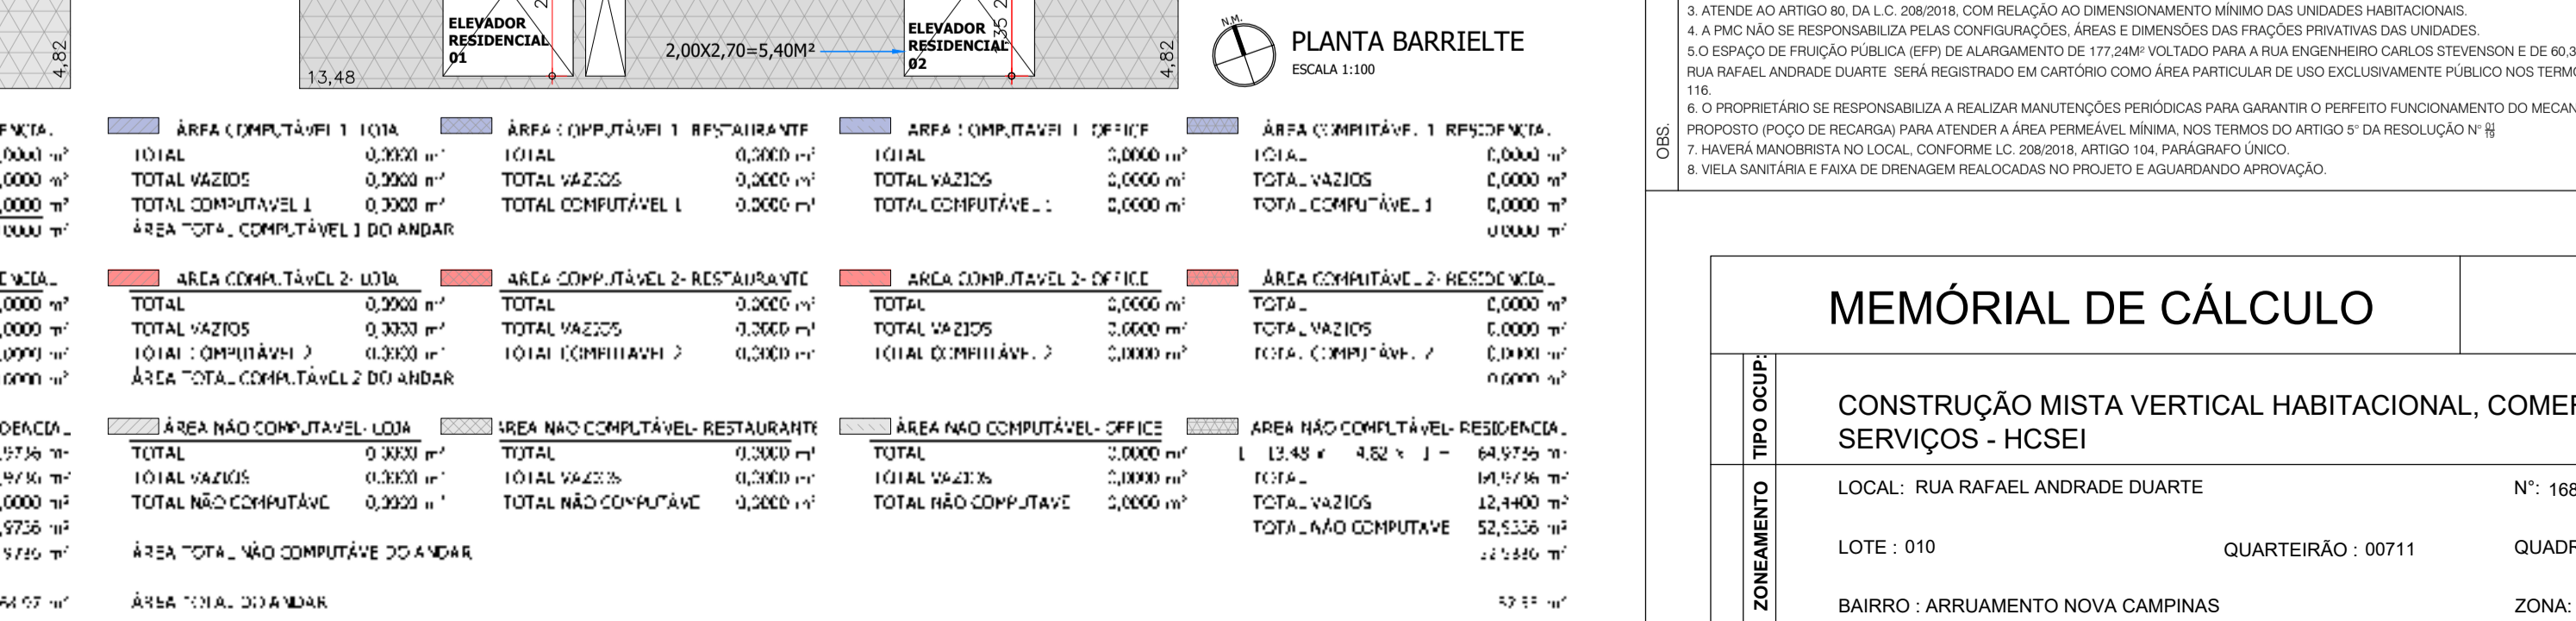 ELEVADOR
RESIDENCIAL
01
2,00X2,70=5,40M²
ELEVADOR
RESIDENCIAL
02
4,82
13,48
4,82
N.M.
PLANTA BARRIELTE
ESCALA 1:100
3. ATENDE AO ARTIGO 80, DA L.C. 208/2018, COM RELAÇÃO AO DIMENSIONAMENTO MÍNIMO DAS UNIDADES HABITACIONAIS.
4. A PMC NÃO SE RESPONSABILIZA PELAS CONFIGURAÇÕES, ÁREAS E DIMENSÕES DAS FRAÇÕES PRIVATIVAS DAS UNIDADES.
5.O ESPAÇO DE FRUIÇÃO PÚBLICA (EFP) DE ALARGAMENTO DE 177,24M² VOLTADO PARA A RUA ENGENHEIRO CARLOS STEVENSON E DE 60,3
RUA RAFAEL ANDRADE DUARTE SERÁ REGISTRADO EM CARTÓRIO COMO ÁREA PARTICULAR DE USO EXCLUSIVAMENTE PÚBLICO NOS TERMO
116.
6. O PROPRIETÁRIO SE RESPONSABILIZA A REALIZAR MANUTENÇÕES PERIÓDICAS PARA GARANTIR O PERFEITO FUNCIONAMENTO DO MECAN
PROPOSTO (POÇO DE RECARGA) PARA ATENDER A ÁREA PERMEÁVEL MÍNIMA, NOS TERMOS DO ARTIGO 5° DA RESOLUÇÃO N° 01/19
7. HAVERÁ MANOBRISTA NO LOCAL, CONFORME LC. 208/2018, ARTIGO 104, PARÁGRAFO ÚNICO.
8. VIELA SANITÁRIA E FAIXA DE DRENAGEM REALOCADAS NO PROJETO E AGUARDANDO APROVAÇÃO.
OBS.
ÁREA COMPUTÁVEL 1- LOJA ÁREA COMPUTÁVEL 1- RESTAURANTE ÁREA COMPUTÁVEL 1- OFFICE ÁREA COMPUTÁVEL 1- RESIDENCIAL
TOTAL 0,0000 m² TOTAL 0,0000 m² TOTAL 0,0000 m² TOTAL 0,0000 m²
TOTAL VAZIOS 0,0000 m² TOTAL VAZIOS 0,0000 m² TOTAL VAZIOS 0,0000 m² TOTAL VAZIOS 0,0000 m²
TOTAL COMPUTÁVEL 1 0,0000 m² TOTAL COMPUTÁVEL 1 0,0000 m² TOTAL COMPUTÁVEL 1 0,0000 m² TOTAL COMPUTÁVEL 1 0,0000 m²
ÁREA TOTAL COMPUTÁVEL 1 DO ANDAR 0,0000 m²
ÁREA COMPUTÁVEL 2- LOJA ÁREA COMPUTÁVEL 2- RESTAURANTE ÁREA COMPUTÁVEL 2- OFFICE ÁREA COMPUTÁVEL 2- RESIDENCIAL
TOTAL 0,0000 m² TOTAL 0,0000 m² TOTAL 0,0000 m² TOTAL 0,0000 m²
TOTAL VAZIOS 0,0000 m² TOTAL VAZIOS 0,0000 m² TOTAL VAZIOS 0,0000 m² TOTAL VAZIOS 0,0000 m²
TOTAL COMPUTÁVEL 2 0,0000 m² TOTAL COMPUTÁVEL 2 0,0000 m² TOTAL COMPUTÁVEL 2 0,0000 m² TOTAL COMPUTÁVEL 2 0,0000 m²
ÁREA TOTAL COMPUTÁVEL 2 DO ANDAR 0,0000 m²
ÁREA NÃO COMPUTÁVEL- LOJA ÁREA NÃO COMPUTÁVEL- RESTAURANTE ÁREA NÃO COMPUTÁVEL- OFFICE ÁREA NÃO COMPUTÁVEL- RESIDENCIAL
TOTAL 0,0000 m² TOTAL 0,0000 m² TOTAL 0,0000 m² 1 13,48 x 4,82 x 1 = 64,9736 m²
TOTAL VAZIOS 0,0000 m² TOTAL VAZIOS 0,0000 m² TOTAL VAZIOS 0,0000 m² TOTAL 64,9736 m²
TOTAL NÃO COMPUTÁVE 0,0000 m² TOTAL NÃO COMPUTÁVE 0,0000 m² TOTAL NÃO COMPUTÁVE 0,0000 m² TOTAL VAZIOS 12,4400 m²
TOTAL NÃO COMPUTÁVE 52,5336 m²
ÁREA TOTAL NÃO COMPUTÁVE DO ANDAR 52,5336 m²
ÁREA TOTAL DO ANDAR
MEMÓRIAL DE CÁLCULO
TIPO OCUP:
CONSTRUÇÃO MISTA VERTICAL HABITACIONAL, COMER
SERVIÇOS - HCSEI
ZONEAMENTO
LOCAL: RUA RAFAEL ANDRADE DUARTE N°: 168
LOTE : 010 QUARTEIRÃO : 00711 QUADR
BAIRRO : ARRUAMENTO NOVA CAMPINAS ZONA: